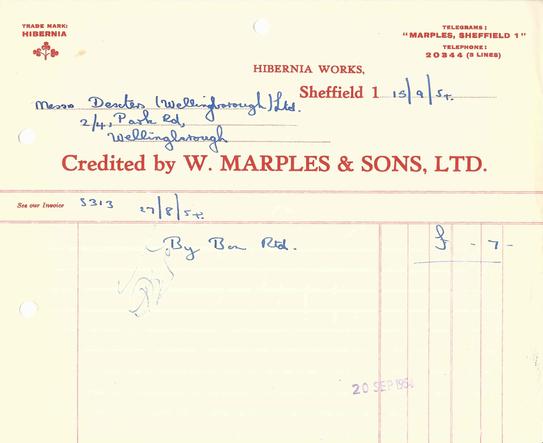 TRADE MARK:
HIBERNIA
TELEGRAMS:
"MARPLES, SHEFFIELD 1"
TELEPHONE:
20344 (5 LINES)
HIBERNIA WORKS,
Sheffield 1 15/9/54.
Messrs Dexters (Wellingborough) Ltd.
2/4, Park Rd,
Wellingborough
Credited by W. MARPLES & SONS, LTD.
See our Invoice 5313 27/8/54.
By Box Rtd. £ - 7 -
20 SEP 1954